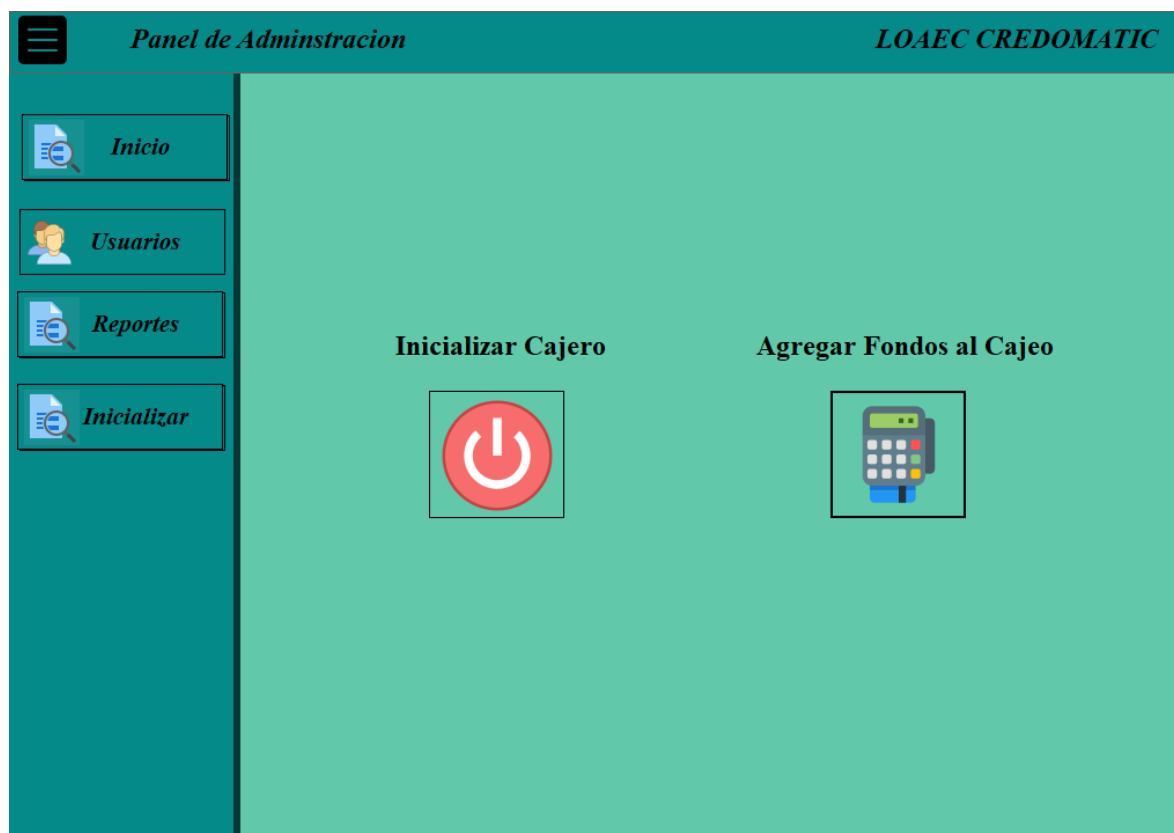 Panel de Adminstracion
LOAEC CREDOMATIC
Inicio
Usuarios
Reportes
Inicializar
Inicializar Cajero
Agregar Fondos al Cajeo